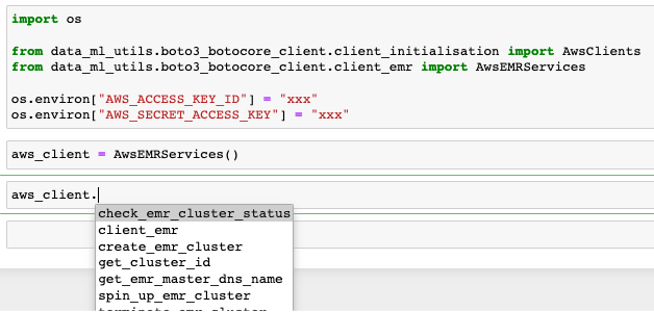 import os
from data_ml_utils.boto3_botocore_client.client_initialisation import AwsClients
from data_ml_utils.boto3_botocore_client.client_emr import AwsEMRServices
os.environ["AWS_ACCESS_KEY_ID"] = "xxx"
os.environ["AWS_SECRET_ACCESS_KEY"] = "xxx"
aws_client = AwsEMRServices()
aws_client.
check_emr_cluster_status
client_emr
create_emr_cluster
get_cluster_id
get_emr_master_dns_name
spin_up_emr_cluster